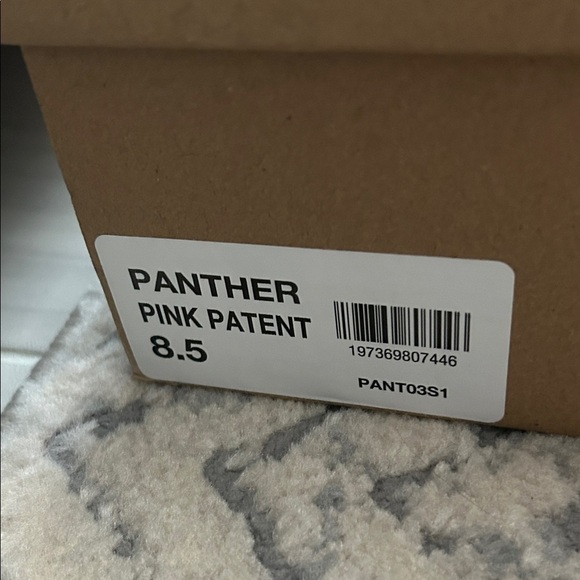 PANTHER
PINK PATENT
8.5
197369807446
PANT03S1